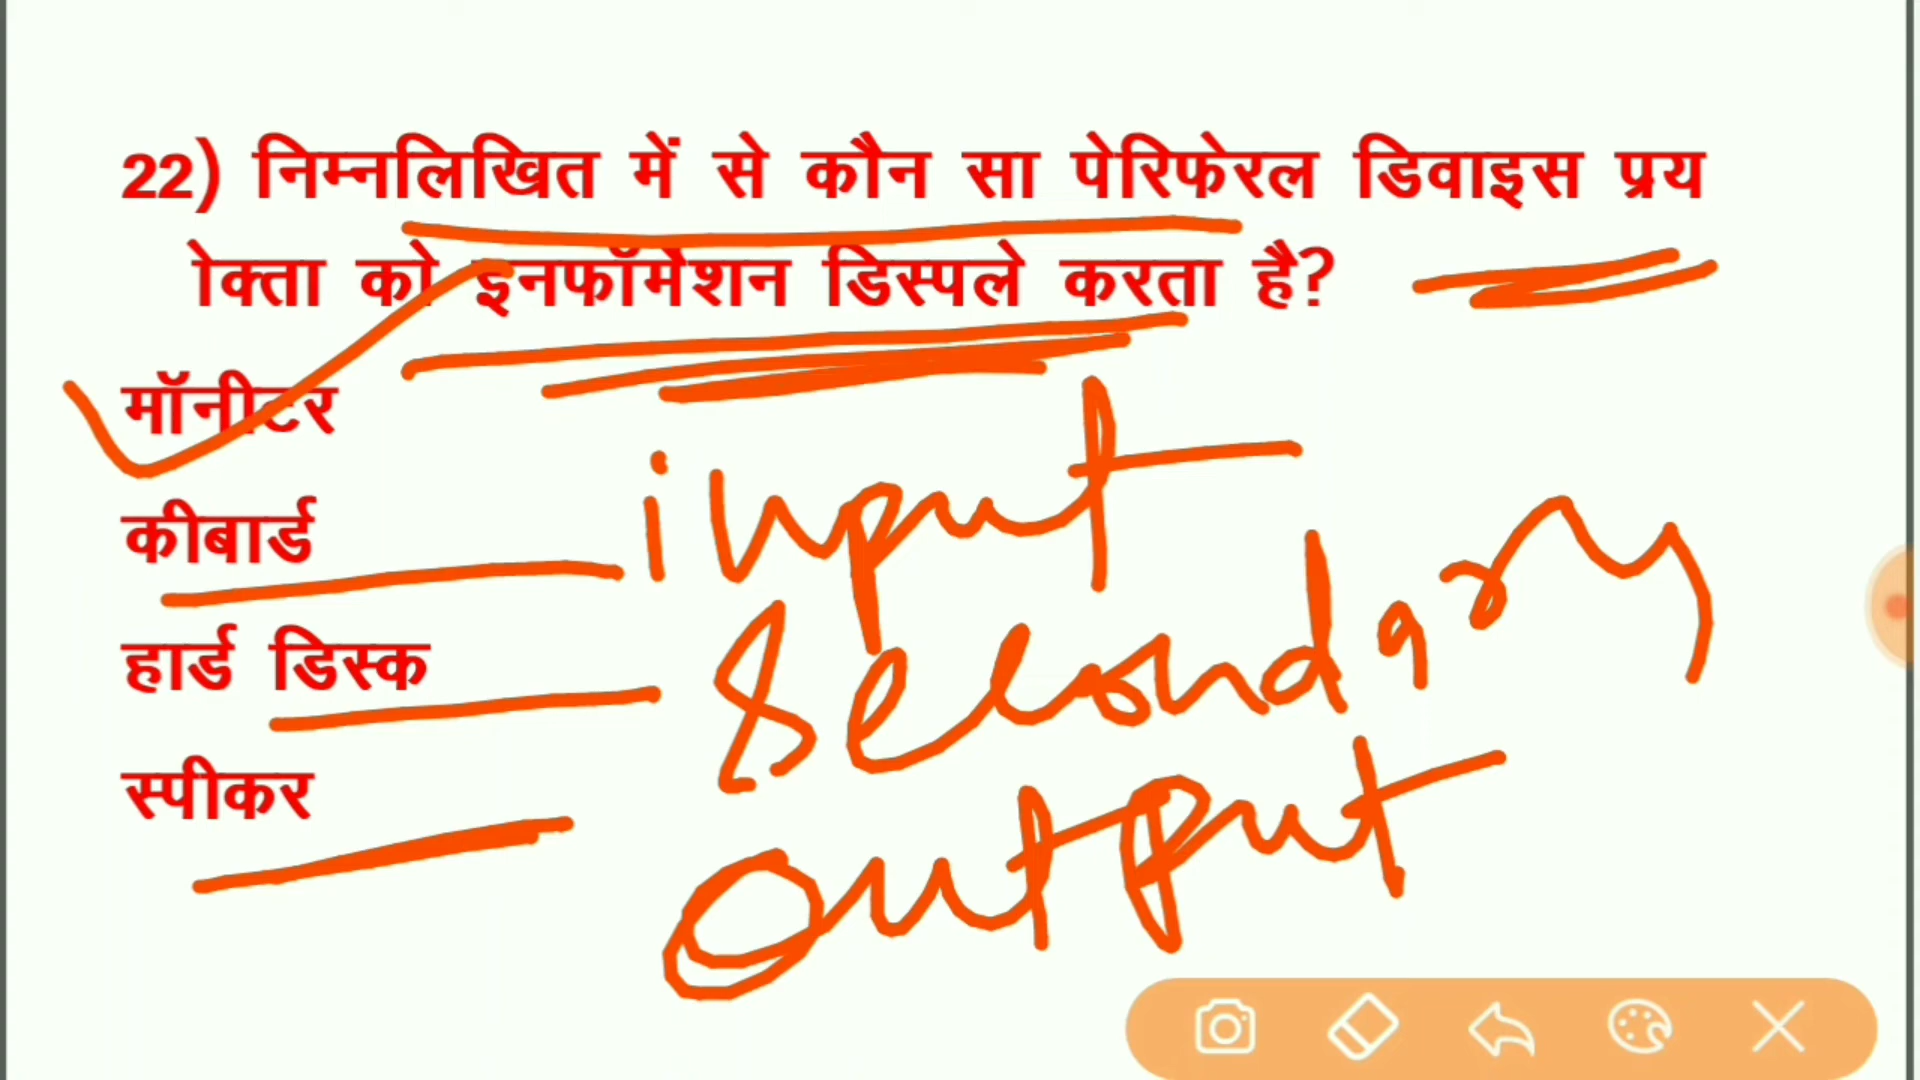 22) निम्नलिखित में से कौन सा पेरिफेरल डिवाइस प्रय
ोक्ता को इनफॉर्मेशन डिस्पले करता है?
मॉनीटर
कीबार्ड
input
हार्ड डिस्क
Secondary
स्पीकर
output